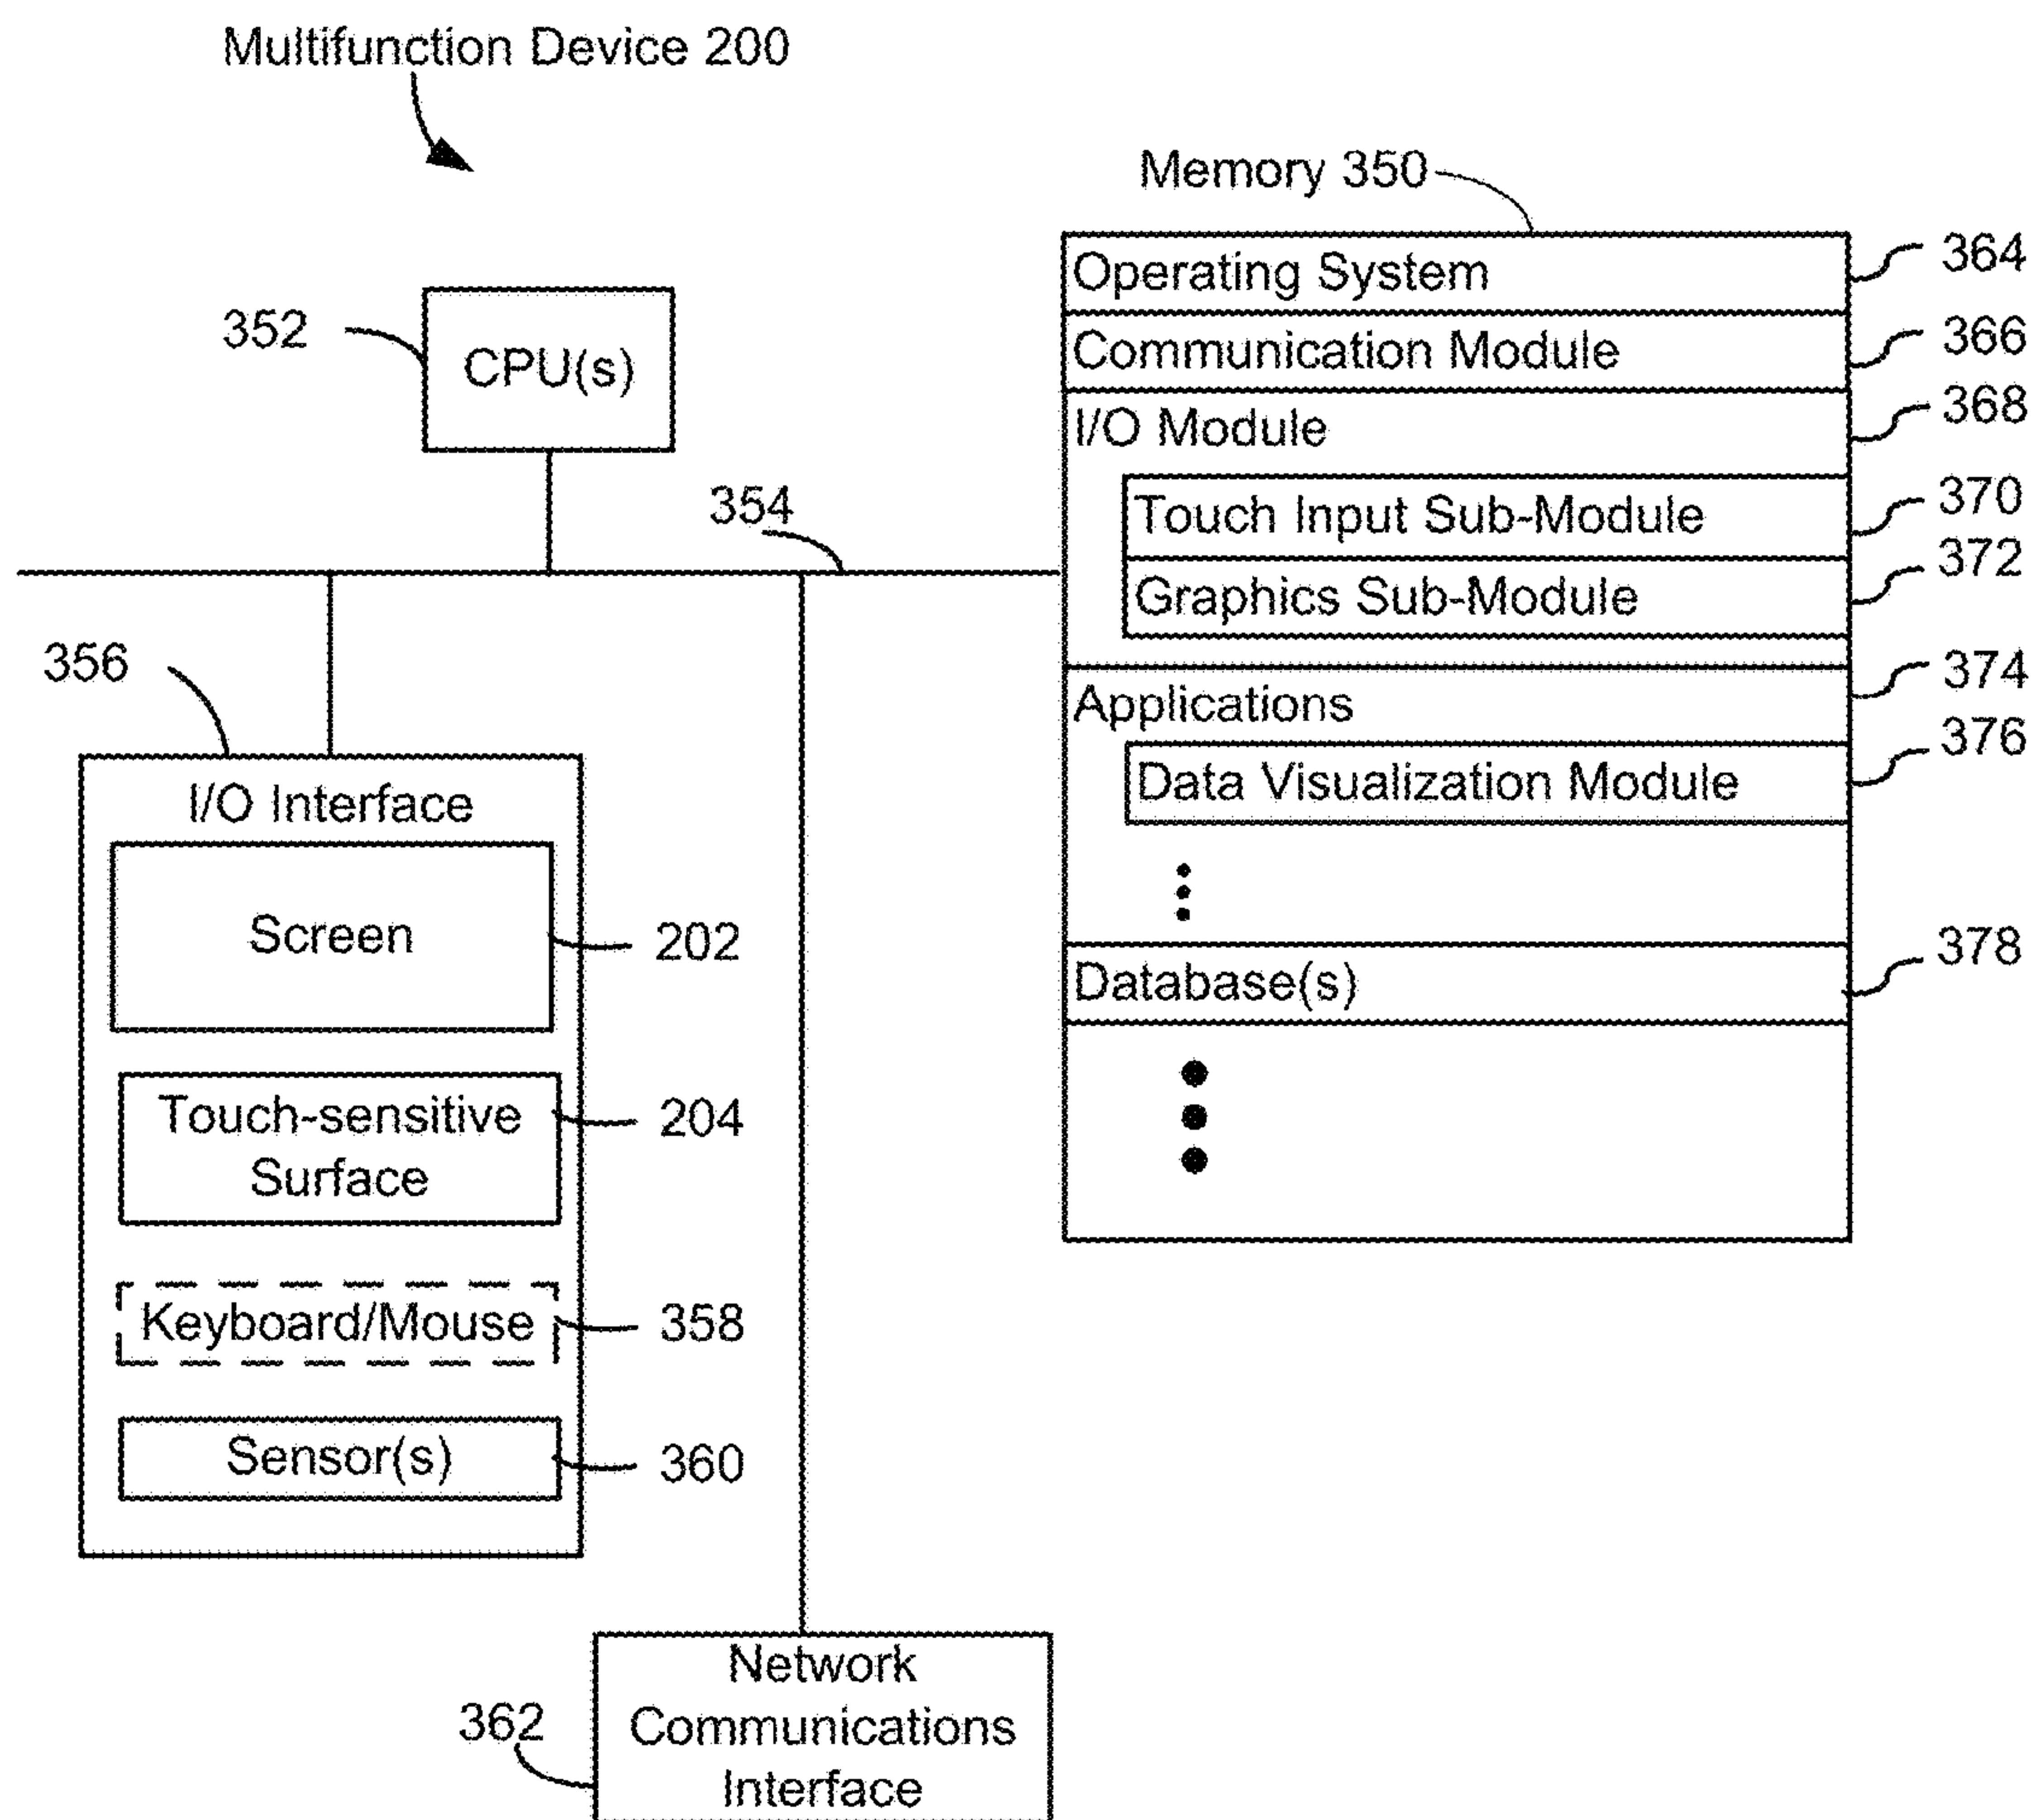 Multifunction Device 200
Memory 350
Operating System
364
Communication Module
366
I/O Module
368
Touch Input Sub-Module
370
Graphics Sub-Module
372
Applications
374
Data Visualization Module
376
Database(s)
378
352
CPU(s)
354
356
I/O Interface
Screen
202
Touch-sensitive
Surface
204
Keyboard/Mouse
358
Sensor(s)
360
362
Network
Communications
Interface